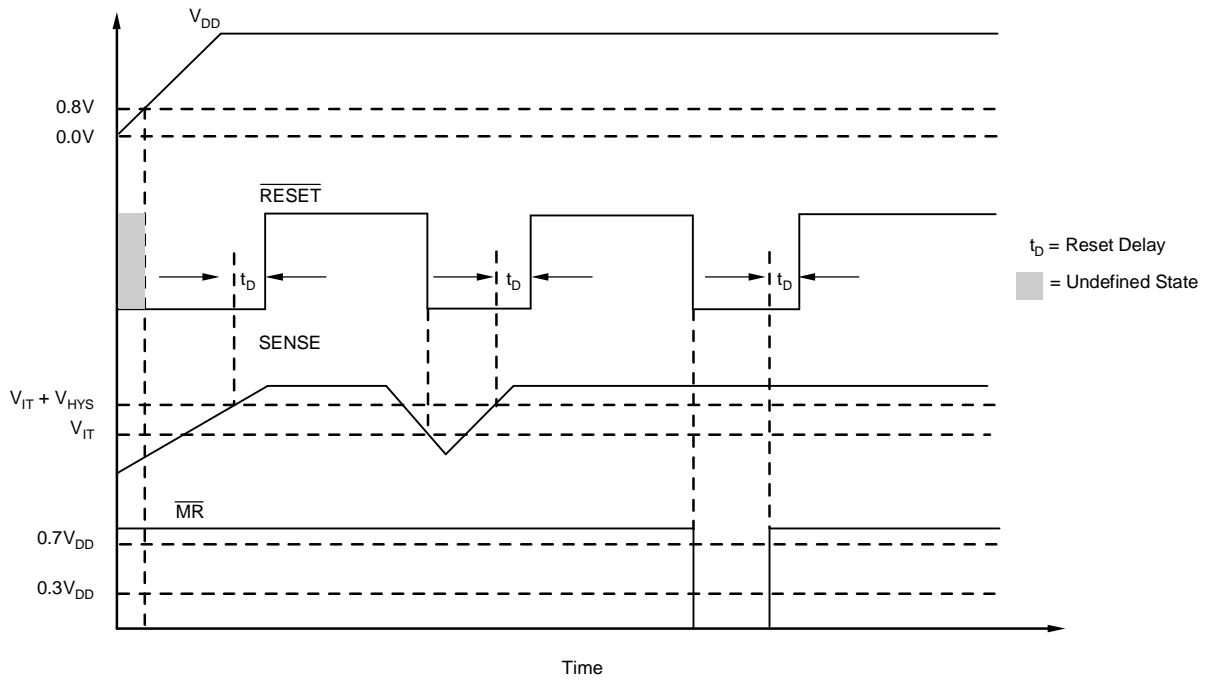 VDD
0.8V
0.0V
RESET
tD
tD
tD
tD = Reset Delay
= Undefined State
SENSE
VIT + VHYS
VIT
MR
0.7VDD
0.3VDD
Time